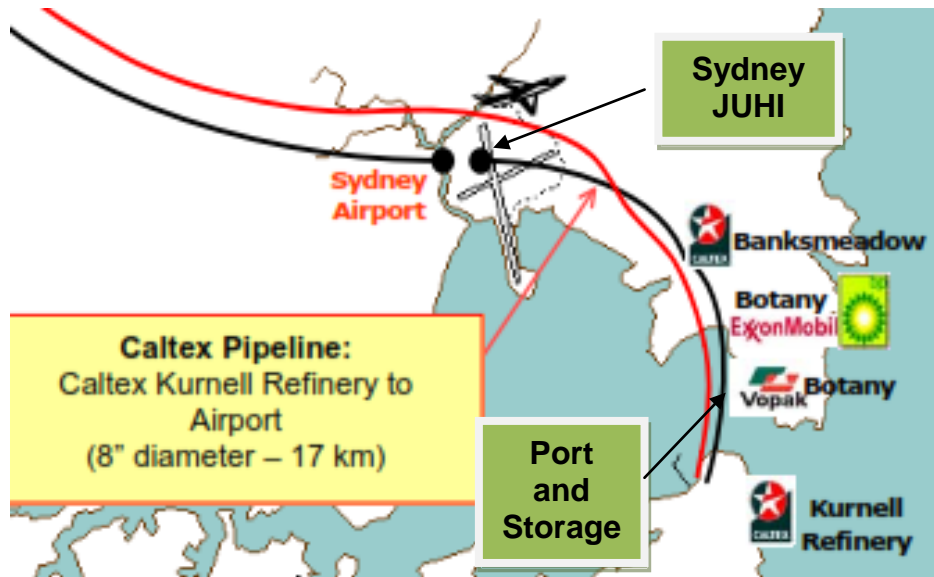 Sydney
JUHI
Sydney
Airport
CALTEX
Banksmeadow
Botany
bp
ExxonMobil
Vopak
Botany
Caltex Pipeline:
Caltex Kurnell Refinery to
Airport
(8” diameter – 17 km)
Port
and
Storage
CALTEX
Kurnell
Refinery